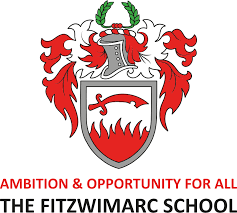 AMBITION & OPPORTUNITY FOR ALL
THE FITZWIMARC SCHOOL